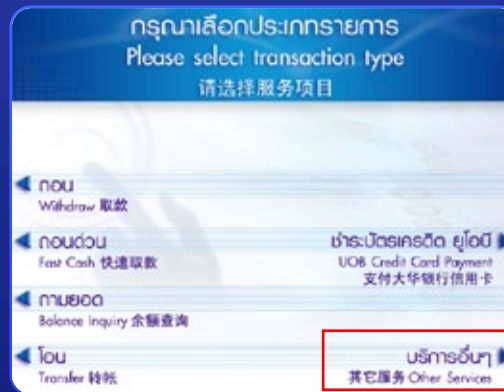 กรุณาเลือกประเภทรายการ
Please select transaction type
请选择服务项目
ถอน
Withdraw 取款
ถอนด่วน
Fast Cash 快速取款
ชำระบัตรเครดิต ยูโอบี
UOB Credit Card Payment
支付大华银行信用卡
ถามยอด
Balance Inquiry 余额查询
โอน
Transfer 转帐
บริการอื่นๆ
其它服务 Other Services